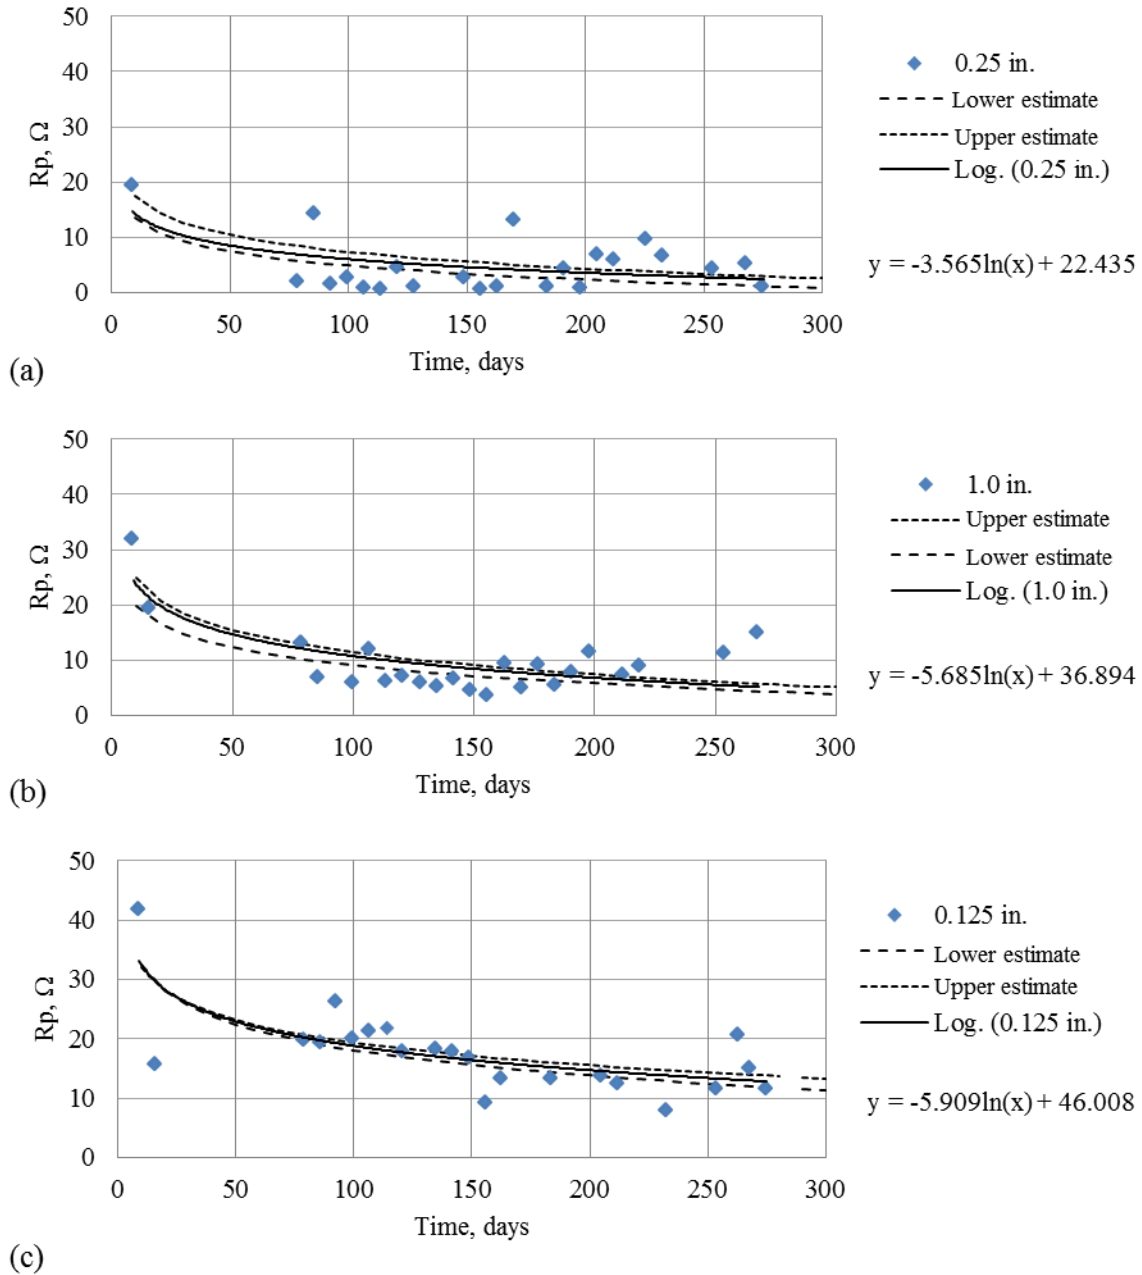 50
40
30
20
10
0
Rp, Ω
0 50 100 150 200 250 300
Time, days
0.25 in.
Lower estimate
Upper estimate
Log. (0.25 in.)
y = -3.565ln(x) + 22.435
(a)
50
40
30
20
10
0
Rp, Ω
0 50 100 150 200 250 300
Time, days
1.0 in.
Upper estimate
Lower estimate
Log. (1.0 in.)
y = -5.685ln(x) + 36.894
(b)
50
40
30
20
10
0
Rp, Ω
0 50 100 150 200 250 300
Time, days
0.125 in.
Lower estimate
Upper estimate
Log. (0.125 in.)
y = -5.909ln(x) + 46.008
(c)